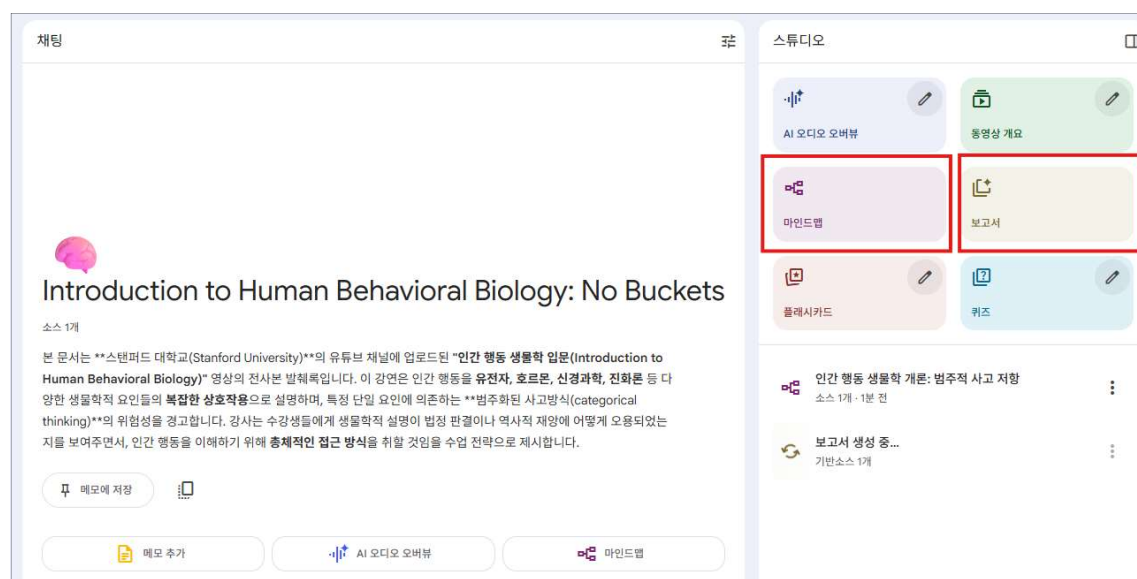 채팅
Introduction to Human Behavioral Biology: No Buckets
소스 1개
본 문서는 **스탠퍼드 대학교(Stanford University)**의 유튜브 채널에 업로드된 "인간 행동 생물학 입문(Introduction to
Human Behavioral Biology)" 영상의 전사본 발췌록입니다. 이 강연은 인간 행동을 유전자, 호르몬, 신경과학, 진화론 등 다
양한 생물학적 요인들의 복잡한 상호작용으로 설명하며, 특정 단일 요인에 의존하는 **범주화된 사고방식(categorical
thinking)**의 위험성을 경고합니다. 강사는 수강생들에게 생물학적 설명이 법정 판결이나 역사적 재앙에 어떻게 오용되었는
지를 보여주면서, 인간 행동을 이해하기 위해 총체적인 접근 방식을 취할 것임을 수업 전략으로 제시합니다.
메모에 저장
메모 추가
AI 오디오 오버뷰
마인드맵
스튜디오
AI 오디오 오버뷰
동영상 개요
마인드맵
보고서
플래시카드
퀴즈
인간 행동 생물학 개론: 범주적 사고 저항
소스 1개 · 1분 전
보고서 생성 중...
기반소스 1개